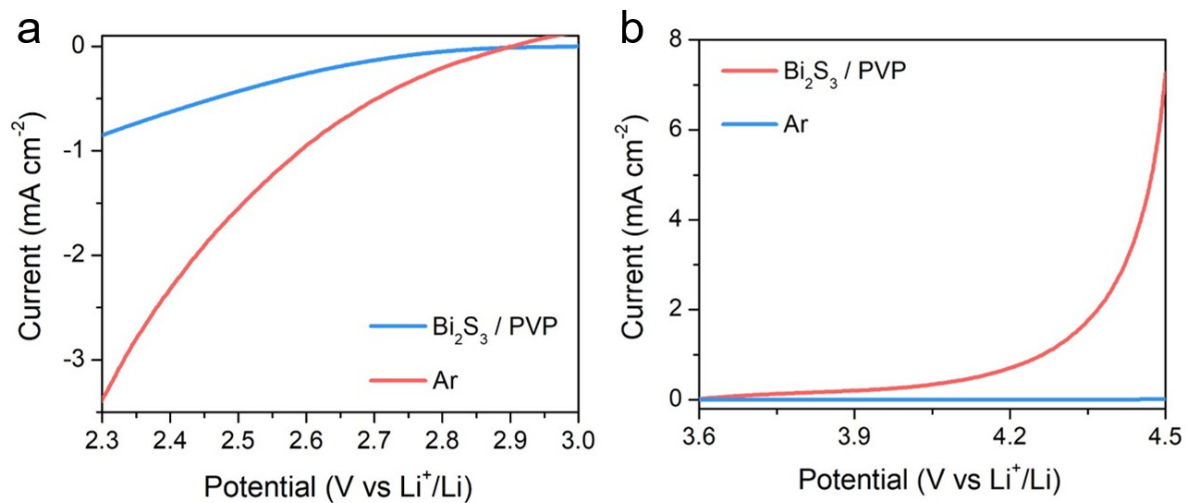 a
0
-1
-2
-3
2.3 2.4 2.5 2.6 2.7 2.8 2.9 3.0
Current (mA cm⁻²)
Potential (V vs Li⁺/Li)
Bi₂S₃ / PVP
Ar
b
8
6
4
2
0
3.6 3.9 4.2 4.5
Current (mA cm⁻²)
Potential (V vs Li⁺/Li)
Bi₂S₃ / PVP
Ar